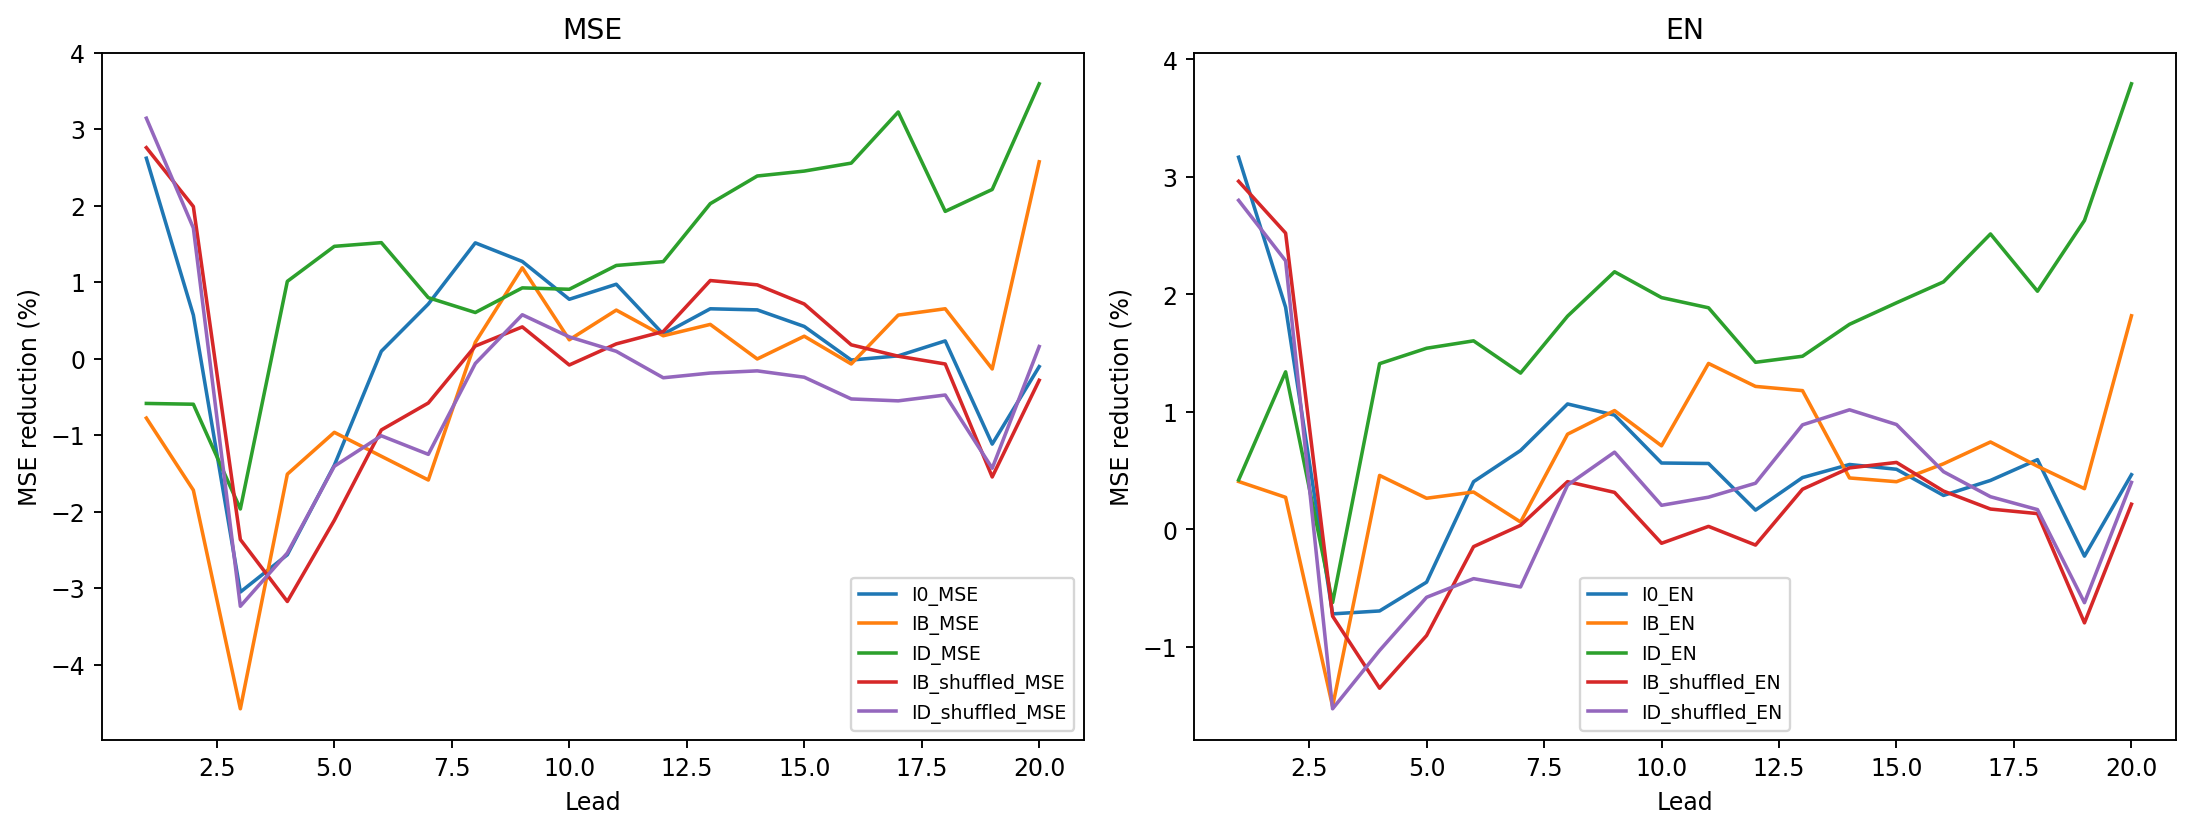 MSE
4
3
2
1
0
−1
−2
−3
−4
MSE reduction (%)
2.5 5.0 7.5 10.0 12.5 15.0 17.5 20.0
Lead
I0_MSE
IB_MSE
ID_MSE
IB_shuffled_MSE
ID_shuffled_MSE
EN
4
3
2
1
0
−1
MSE reduction (%)
2.5 5.0 7.5 10.0 12.5 15.0 17.5 20.0
Lead
I0_EN
IB_EN
ID_EN
IB_shuffled_EN
ID_shuffled_EN